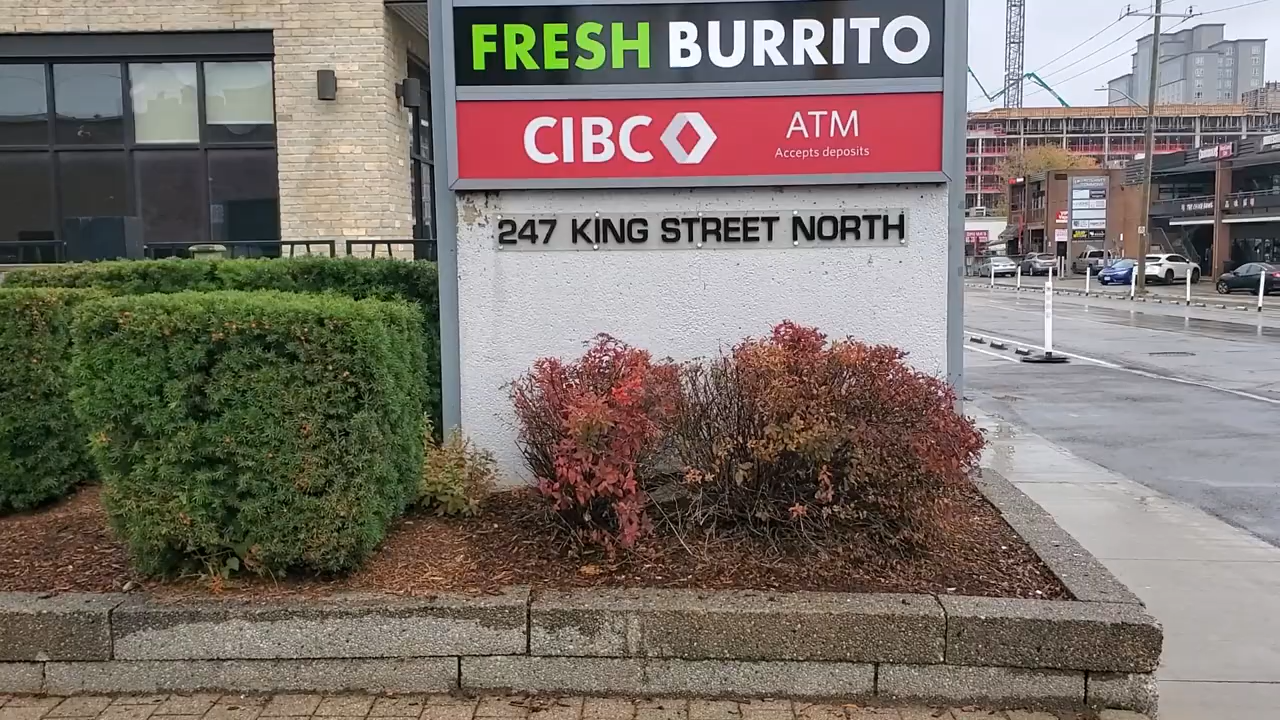 FRESH BURRITO
CIBC
ATM
Accepts deposits
247 KING STREET NORTH